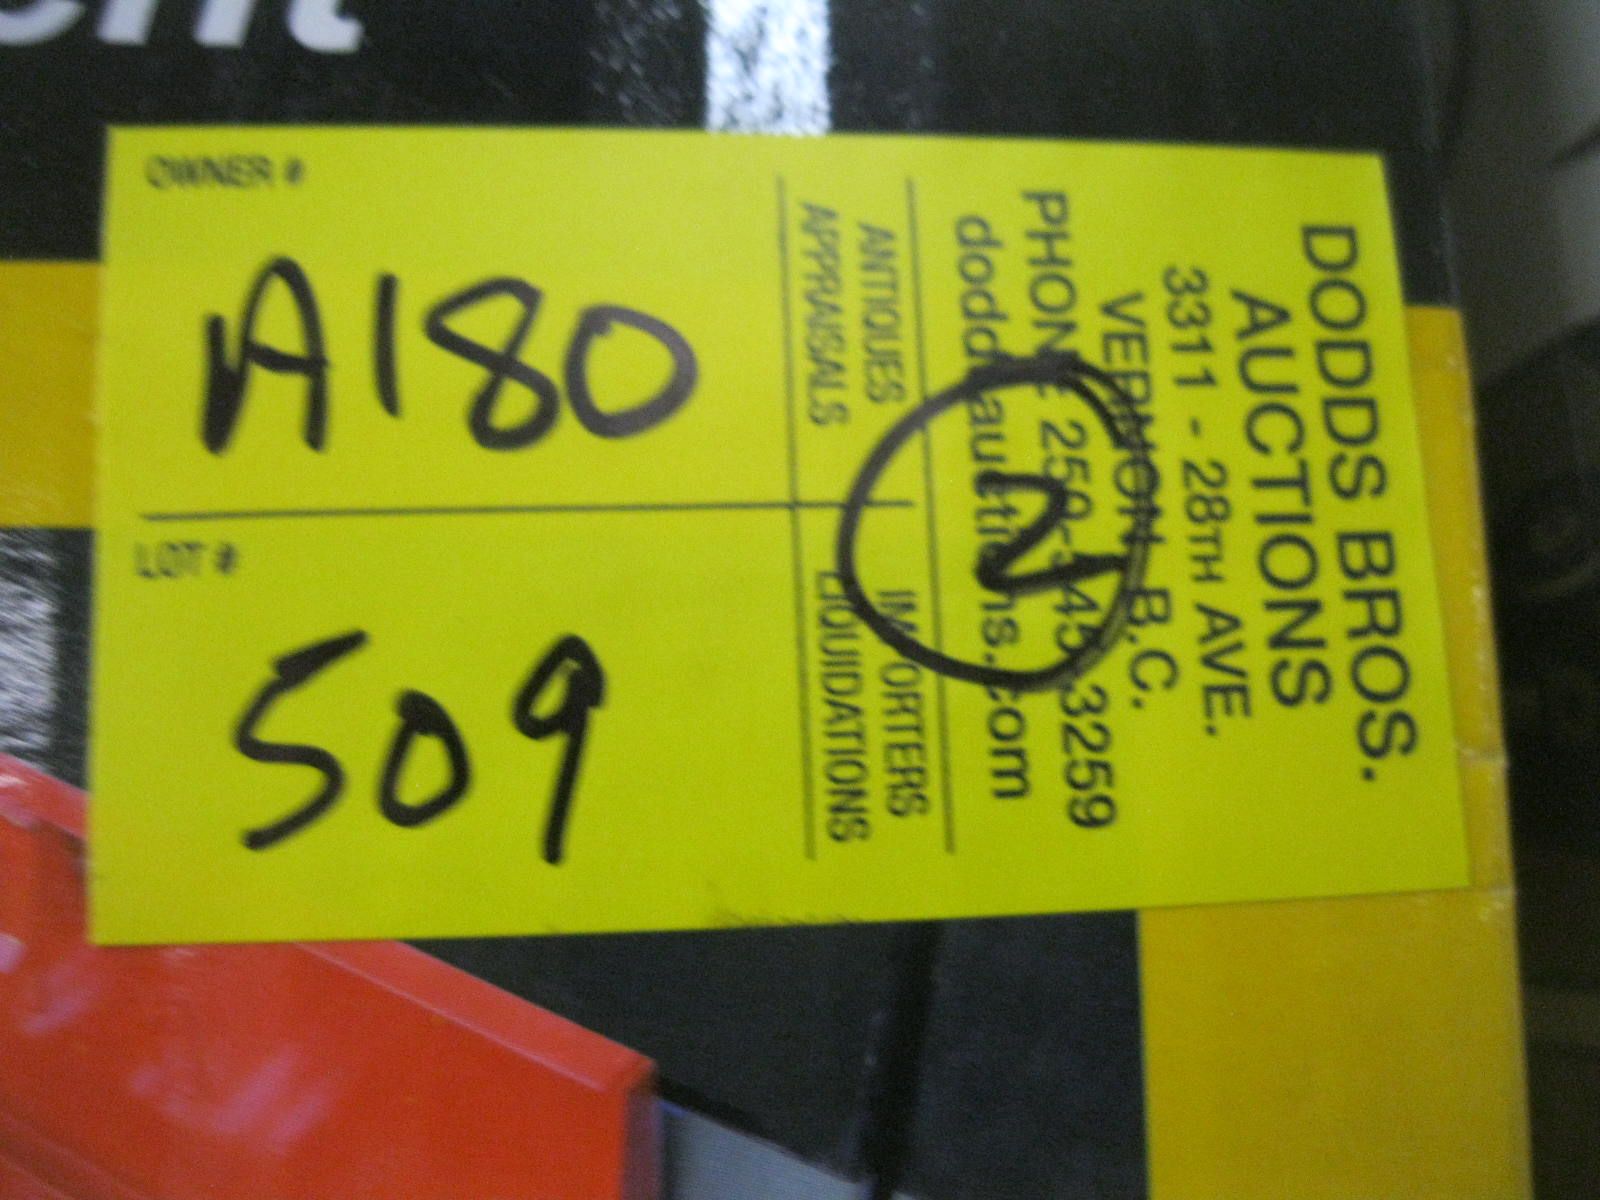 ent
OWNER #
A180
LOT #
509
DODDS BROS.
AUCTIONS
3311 - 28TH AVE.
VERNON B.C.
PHONE 250-545-3259
doddsauctions.com
ANTIQUES IMPORTERS
APPRAISALS LIQUIDATIONS
2